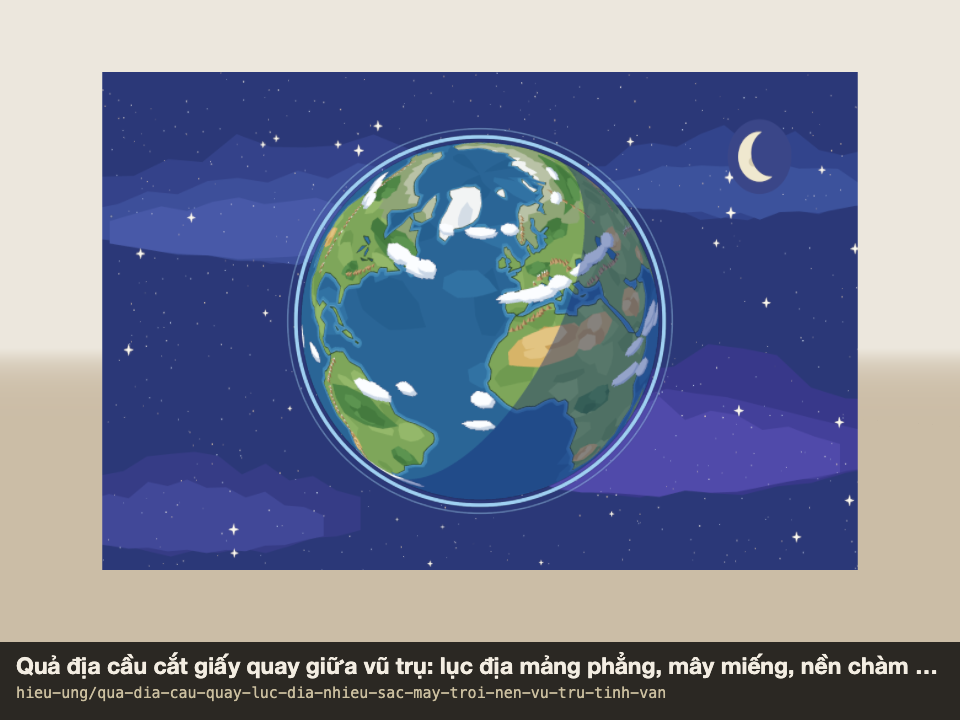 Quả địa cầu cắt giấy quay giữa vũ trụ: lục địa mảng phẳng, mây miếng, nền chàm ...
hieu-ung/qua-dia-cau-quay-luc-dia-nhieu-sac-may-troi-nen-vu-tru-tinh-van